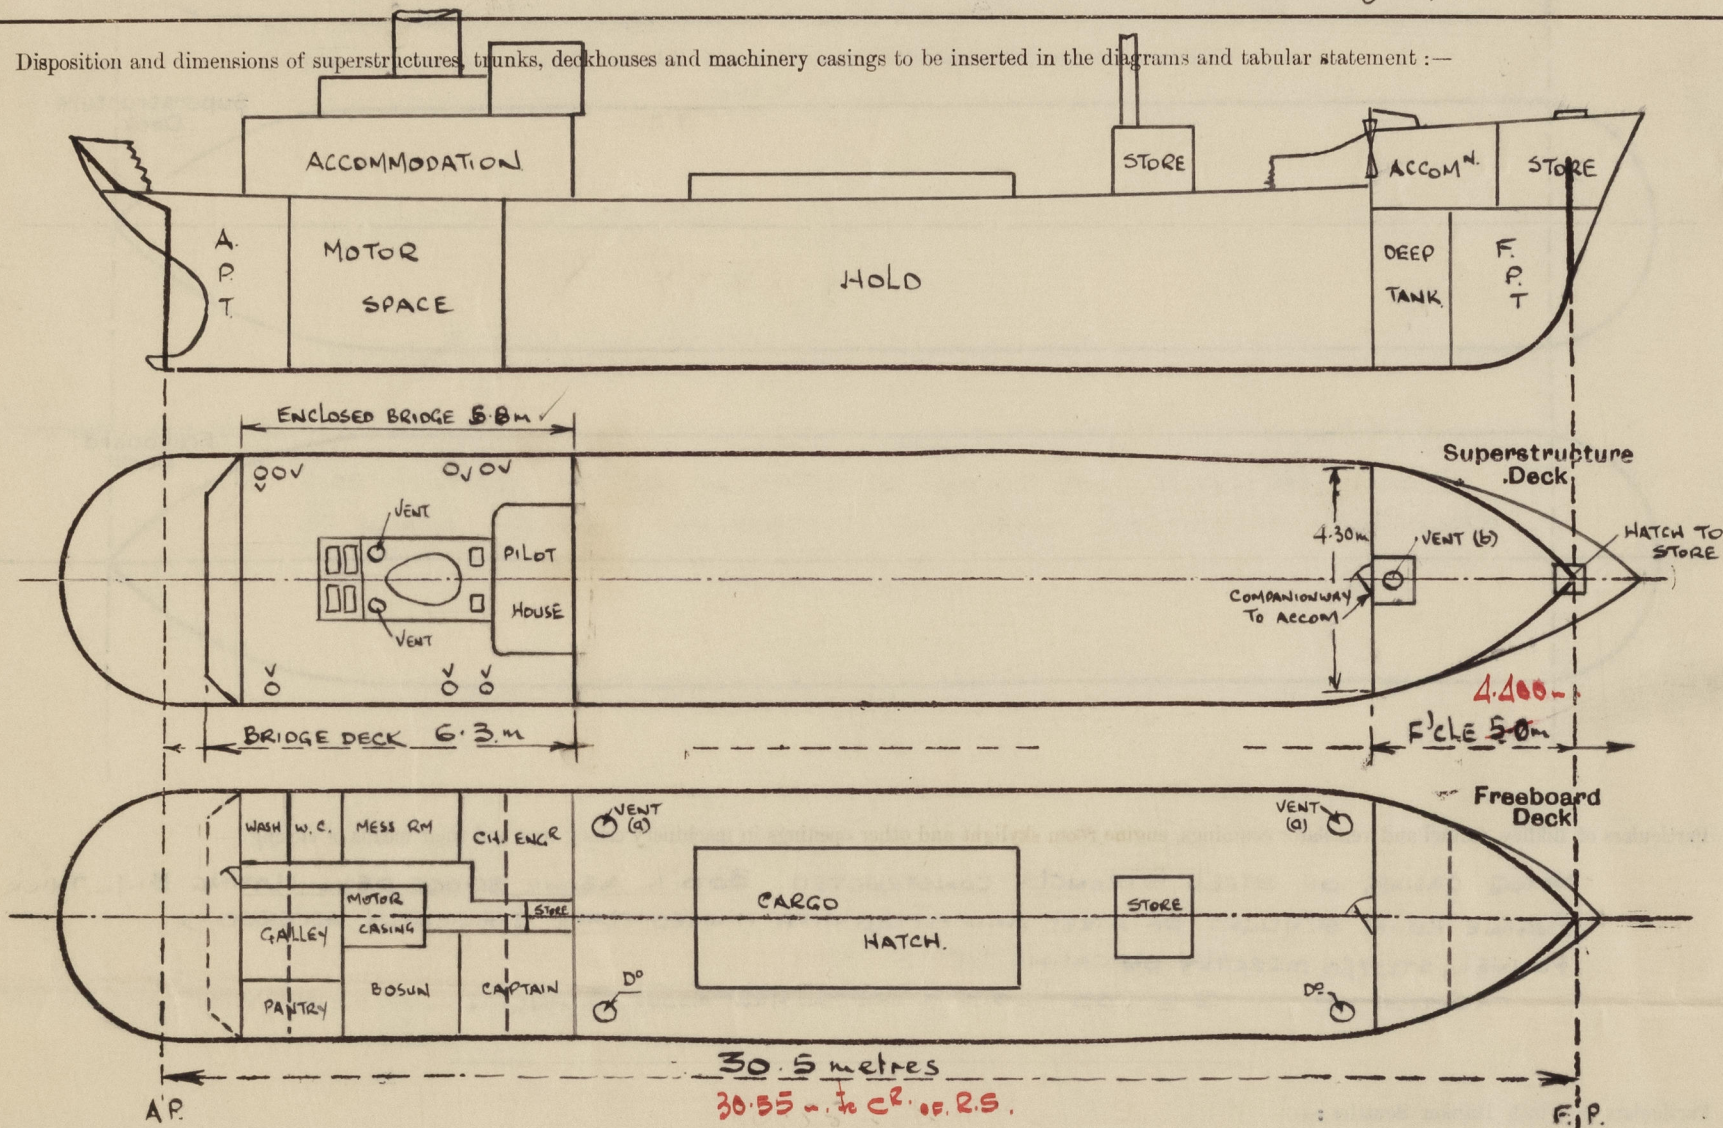 Disposition and dimensions of superstructures, trunks, deckhouses and machinery casings to be inserted in the diagrams and tabular statement :—
ACCOMMODATION
STORE
ACCOMN.
STORE
A.
P.
T.
MOTOR
SPACE
HOLD
DEEP
TANK.
F.
P.
T
ENCLOSED BRIDGE 5.8m ✓
Superstructure
Deck
VENT
PILOT
HOUSE
VENT
4.30m
VENT (b)
HATCH TO
STORE
COMPANIONWAY
TO ACCOM
4.400m
BRIDGE DECK 6.3.m
F'CLE 5.0m
Freeboard
Deck
WASH
W.C.
MESS RM
CH. ENGR
VENT
(a)
VENT
(a)
MOTOR
CASING
STORE
GALLEY
CARGO
HATCH.
STORE
PANTRY
BOSUN
CAPTAIN
Do
Do
30.5 metres
30.55 m. to CR. OF. R.S.
A.P.
F.P.